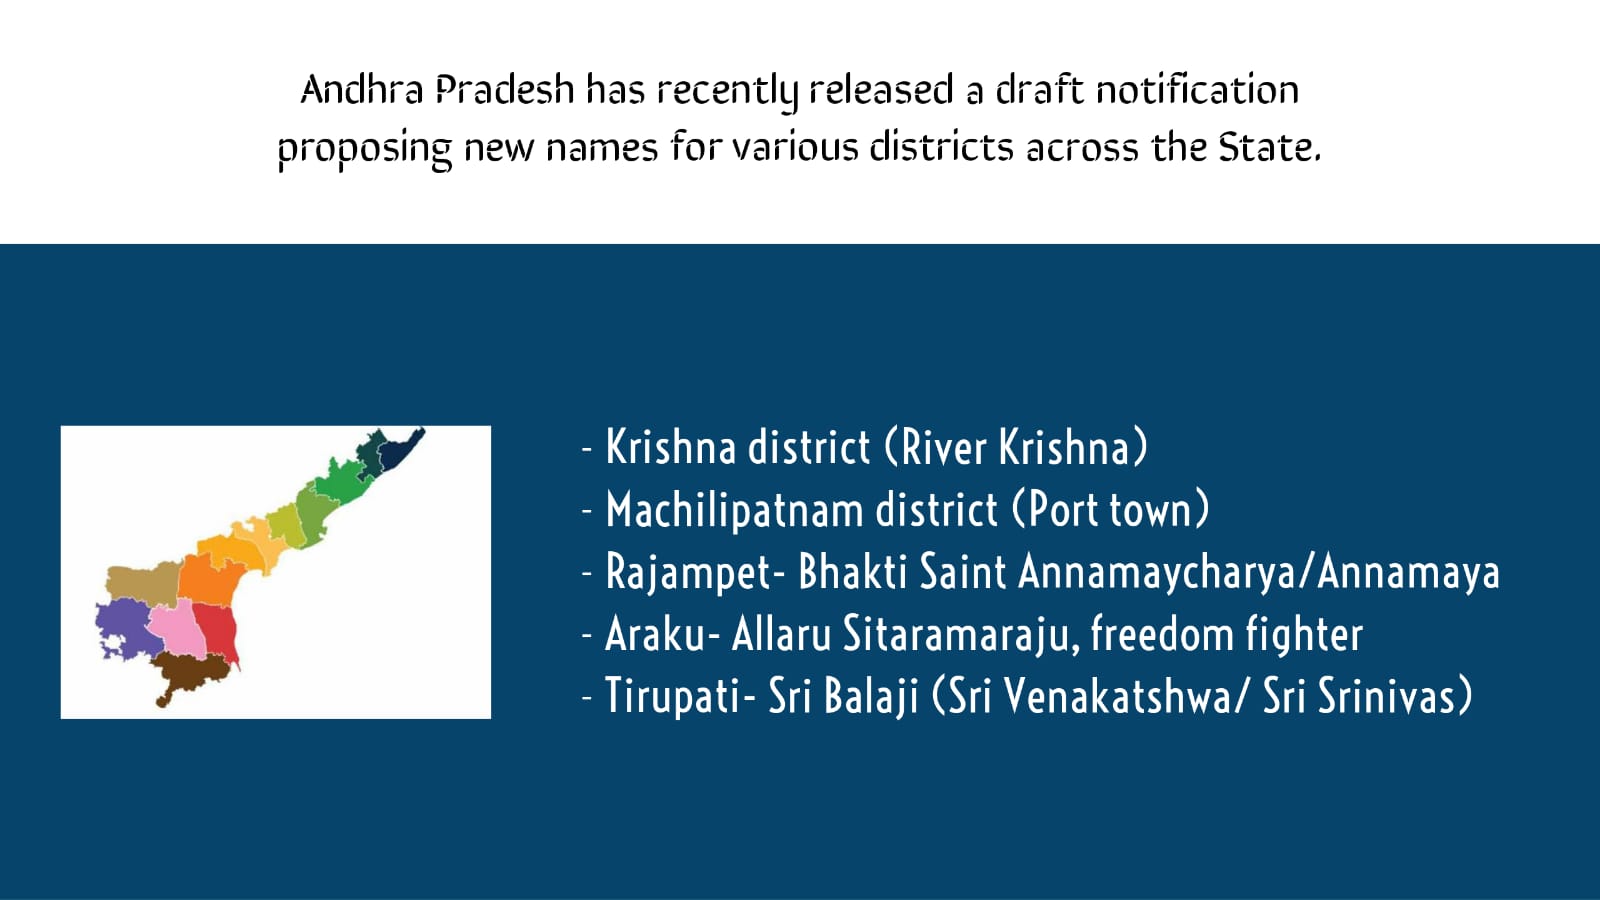 Andhra Pradesh has recently released a draft notification
proposing new names for various districts across the State.
- Krishna district (River Krishna)
- Machilipatnam district (Port town)
- Rajampet- Bhakti Saint Annamaycharya/Annamaya
- Araku- Allaru Sitaramaraju, freedom fighter
- Tirupati- Sri Balaji (Sri Venakatshwa/ Sri Srinivas)